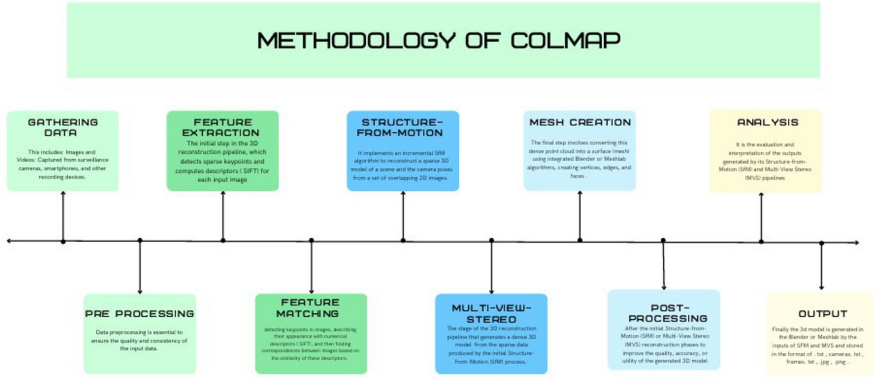 METHODOLOGY OF COLMAP
GATHERING
DATA
This includes: Images and
Videos: Captured from surveillance
cameras, smartphones, and other
recording devices.
FEATURE
EXTRACTION
The initial step in the 3D
reconstruction pipeline, which
detects sparse keypoints and
computes descriptors ( SIFT) for
each input image
STRUCTURE-
FROM-MOTION
It implements an incremental SfM
algorithm to reconstruct a sparse 3D
model of a scene and the camera poses
from a set of overlapping 2D images.
MESH CREATION
The final step involves converting this
dense point cloud into a surface (mesh)
using integrated Blender or Meshlab
algorithms, creating vertices, edges, and
faces .
ANALYSIS
It is the evaluation and
interpretation of the outputs
generated by its Structure-from-
Motion (SfM) and Multi-View Stereo
(MVS) pipelines
PRE PROCESSING
Data preprocessing is essential to
ensure the quality and consistency of
the input data.
FEATURE
MATCHING
detecting keypoints in images, describing
their appearance with numerical
descriptors ( SIFT), and then finding
correspondences between images based on
the similarity of these descriptors.
MULTI-VIEW-
STEREO
The stage of the 3D reconstruction
pipeline that generates a dense 3D
model from the sparse data
produced by the initial Structure-
from-Motion (SfM) process.
POST-
PROCESSING
After the initial Structure-from-
Motion (SfM) or Multi-View Stereo
(MVS) reconstruction phases to
improve the quality, accuracy, or
utility of the generated 3D model.
OUTPUT
Finally the 3d model is generated in
the Blender or Meshlab by the
inputs of SFM and MVS and stored
in the format of . txt , cameras. txt ,
frames. txt , .jpg , .png .